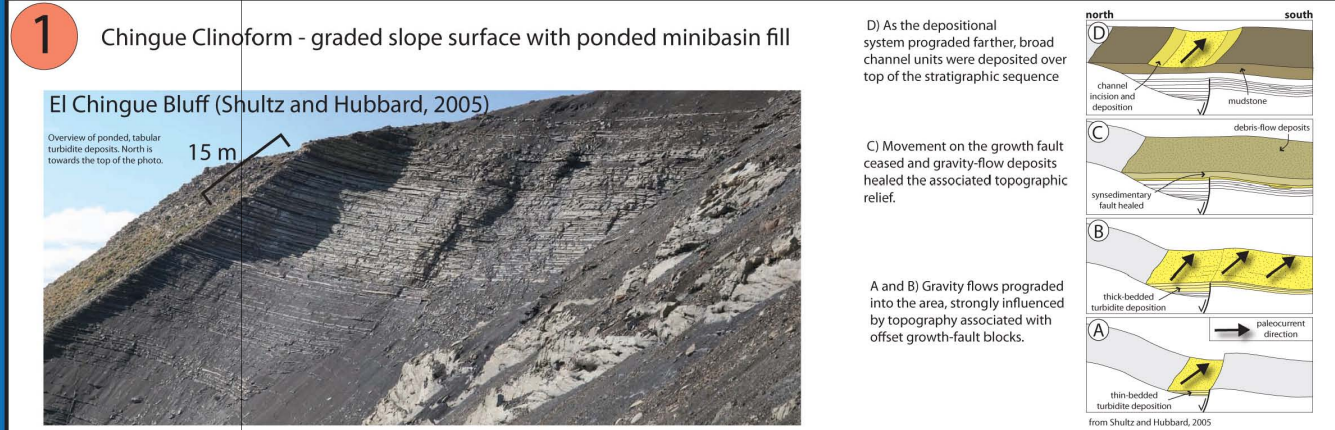 1
Chingue Clinoform - graded slope surface with ponded minibasin fill
El Chingue Bluff (Shultz and Hubbard, 2005)
Overview of ponded, tabular
turbidite deposits. North is
towards the top of the photo.
15 m
D) As the depositional
system prograded farther, broad
channel units were deposited over
top of the stratigraphic sequence
C) Movement on the growth fault
ceased and gravity-flow deposits
healed the associated topographic
relief.
A and B) Gravity flows prograded
into the area, strongly influenced
by topography associated with
offset growth-fault blocks.
north
south
D
channel
incision and
deposition
mudstone
C
debris-flow deposits
synsedimentary
fault healed
B
thick-bedded
turbidite deposition
A
paleocurrent
direction
thin-bedded
turbidite deposition
from Shultz and Hubbard, 2005